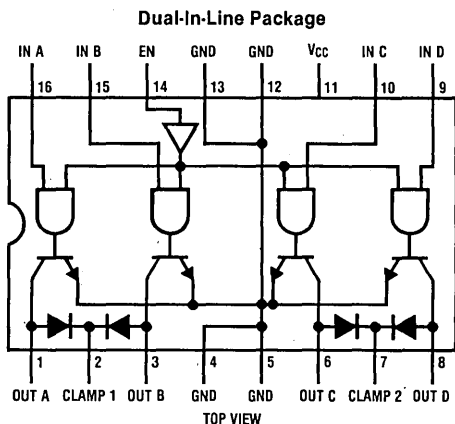 Dual-In-Line Package
IN A IN B EN GND GND VCC IN C IN D
16 15 14 13 12 11 10 9
1 2 3 4 5 6 7 8
OUT A CLAMP 1 OUT B GND GND OUT C CLAMP 2 OUT D
TOP VIEW